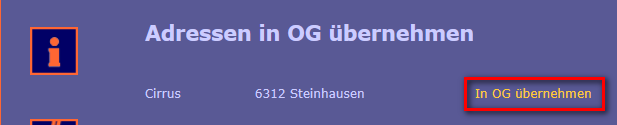 Adressen in OG übernehmen
i
Cirrus 6312 Steinhausen In OG übernehmen